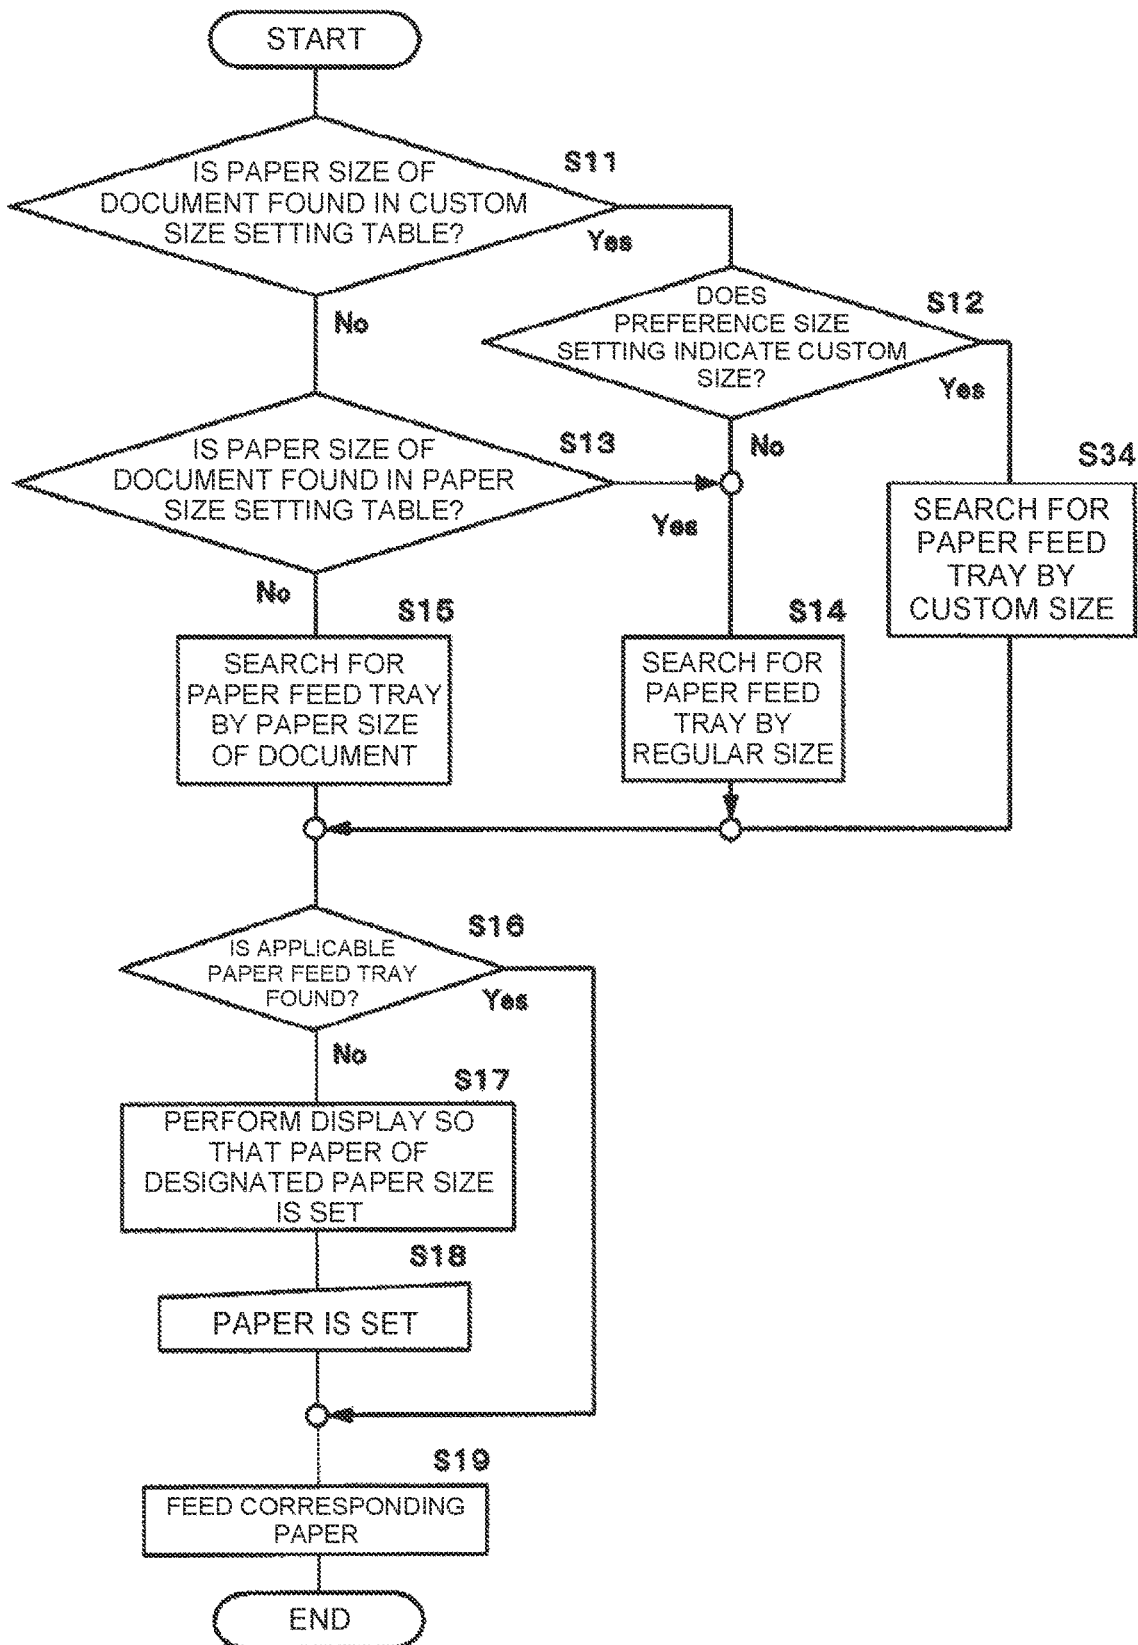 START
S11
IS PAPER SIZE OF
DOCUMENT FOUND IN CUSTOM
SIZE SETTING TABLE?
Yes
No
S12
DOES
PREFERENCE SIZE
SETTING INDICATE CUSTOM
SIZE?
Yes
No
S13
IS PAPER SIZE OF
DOCUMENT FOUND IN PAPER
SIZE SETTING TABLE?
Yes
No
S34
SEARCH FOR
PAPER FEED
TRAY BY
CUSTOM SIZE
S15
SEARCH FOR
PAPER FEED TRAY
BY PAPER SIZE
OF DOCUMENT
S14
SEARCH FOR
PAPER FEED
TRAY BY
REGULAR SIZE
S16
IS APPLICABLE
PAPER FEED TRAY
FOUND?
Yes
No
S17
PERFORM DISPLAY SO
THAT PAPER OF
DESIGNATED PAPER SIZE
IS SET
S18
PAPER IS SET
S19
FEED CORRESPONDING
PAPER
END